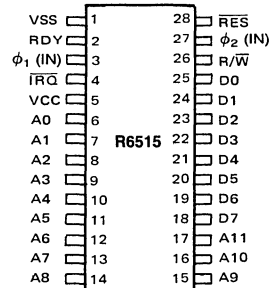 VSS 1 28 R̅E̅S̅
RDY 2 27 ϕ2 (IN)
ϕ1 (IN) 3 26 R/W̅
I̅R̅Q̅ 4 25 D0
VCC 5 24 D1
A0 6 23 D2
A1 7 R6515 22 D3
A2 8 21 D4
A3 9 20 D5
A4 10 19 D6
A5 11 18 D7
A6 12 17 A11
A7 13 16 A10
A8 14 15 A9